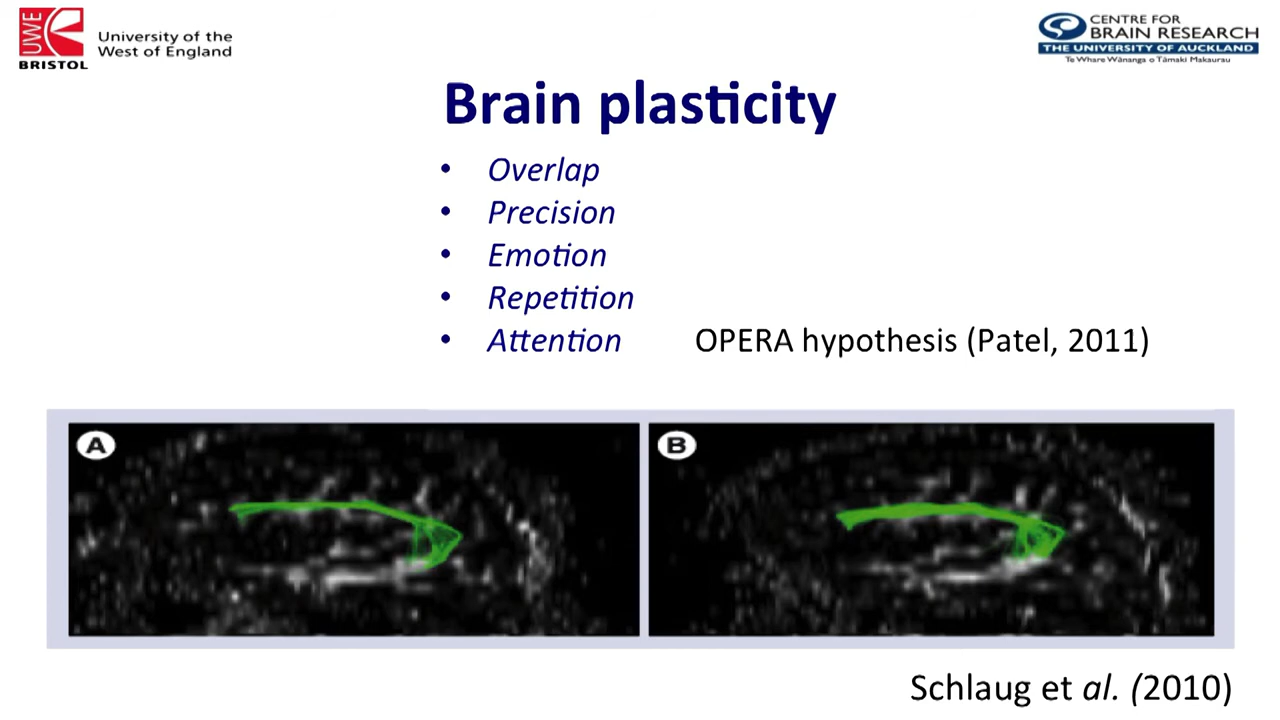 UWE
BRISTOL
University of the
West of England
CENTRE FOR
BRAIN RESEARCH
THE UNIVERSITY OF AUCKLAND
Te Whare Wānanga o Tāmaki Makaurau
Brain plasticity
• Overlap
• Precision
• Emotion
• Repetition
• Attention OPERA hypothesis (Patel, 2011)
A
B
Schlaug et al. (2010)